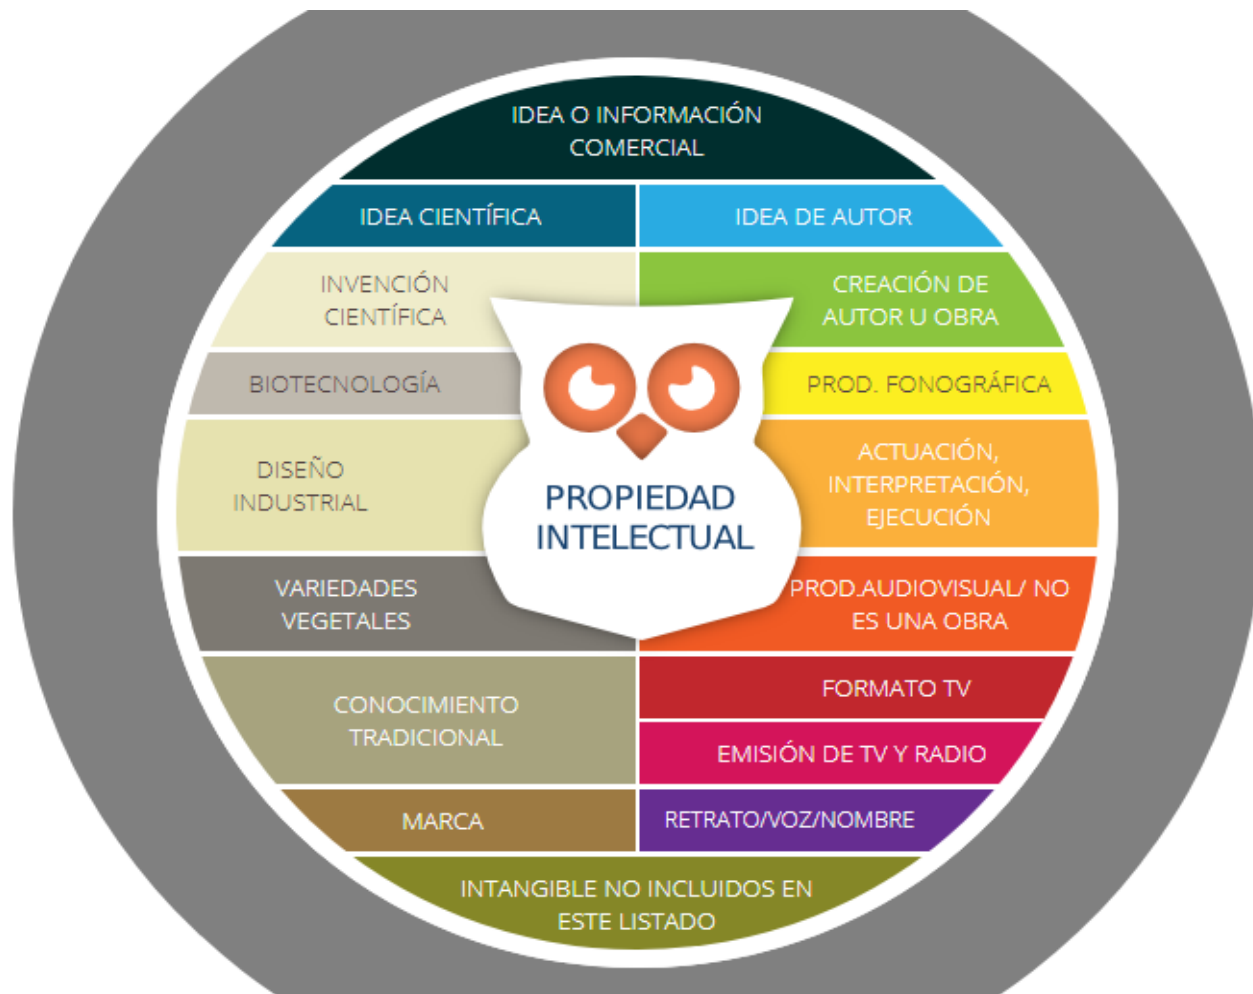 IDEA O INFORMACIÓN
COMERCIAL
IDEA CIENTÍFICA
IDEA DE AUTOR
INVENCIÓN
CIENTÍFICA
CREACIÓN DE
AUTOR U OBRA
BIOTECNOLOGÍA
PROD. FONOGRÁFICA
DISEÑO
INDUSTRIAL
PROPIEDAD
INTELECTUAL
ACTUACIÓN,
INTERPRETACIÓN,
EJECUCIÓN
VARIEDADES
VEGETALES
PROD.AUDIOVISUAL/ NO
ES UNA OBRA
CONOCIMIENTO
TRADICIONAL
FORMATO TV
EMISIÓN DE TV Y RADIO
MARCA
RETRATO/VOZ/NOMBRE
INTANGIBLE NO INCLUIDOS EN
ESTE LISTADO